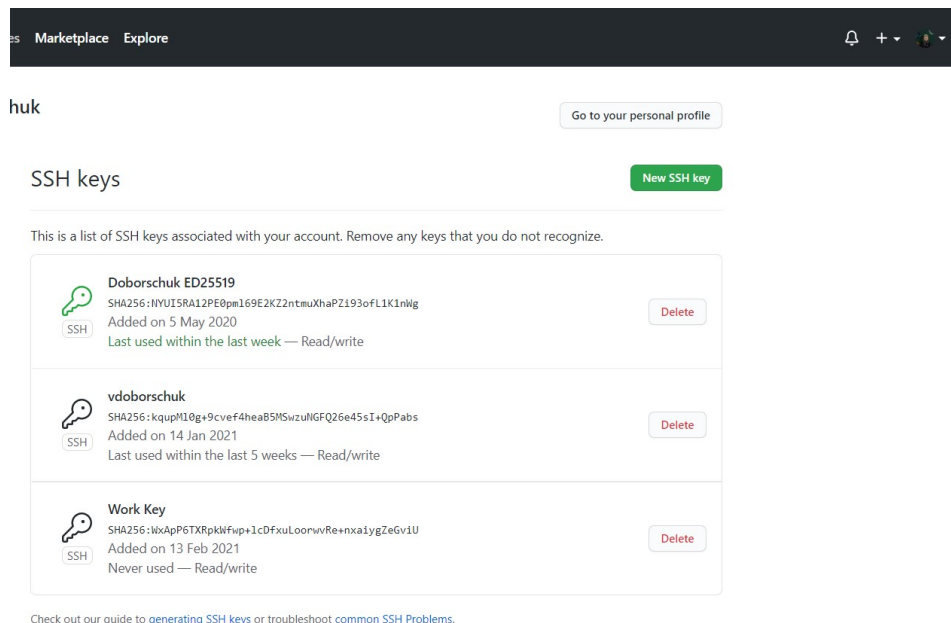 es Marketplace Explore
huk
Go to your personal profile
SSH keys
New SSH key
This is a list of SSH keys associated with your account. Remove any keys that you do not recognize.
Doborschuk ED25519
SHA256:NYUI5RA12PE0pml69E2KZ2ntmuXhaPZi93ofL1K1nWg
Added on 5 May 2020
Last used within the last week — Read/write
SSH
Delete
vdoborschuk
SHA256:kqupMl0g+9cvef4heaB5MSwzuNGFQ26e45sI+QpPabs
Added on 14 Jan 2021
Last used within the last 5 weeks — Read/write
SSH
Delete
Work Key
SHA256:WxApP6TXRpkWfwp+lcDfxuLoorwvRe+nxaiygZeGviU
Added on 13 Feb 2021
Never used — Read/write
SSH
Delete
Check out our guide to generating SSH keys or troubleshoot common SSH Problems.